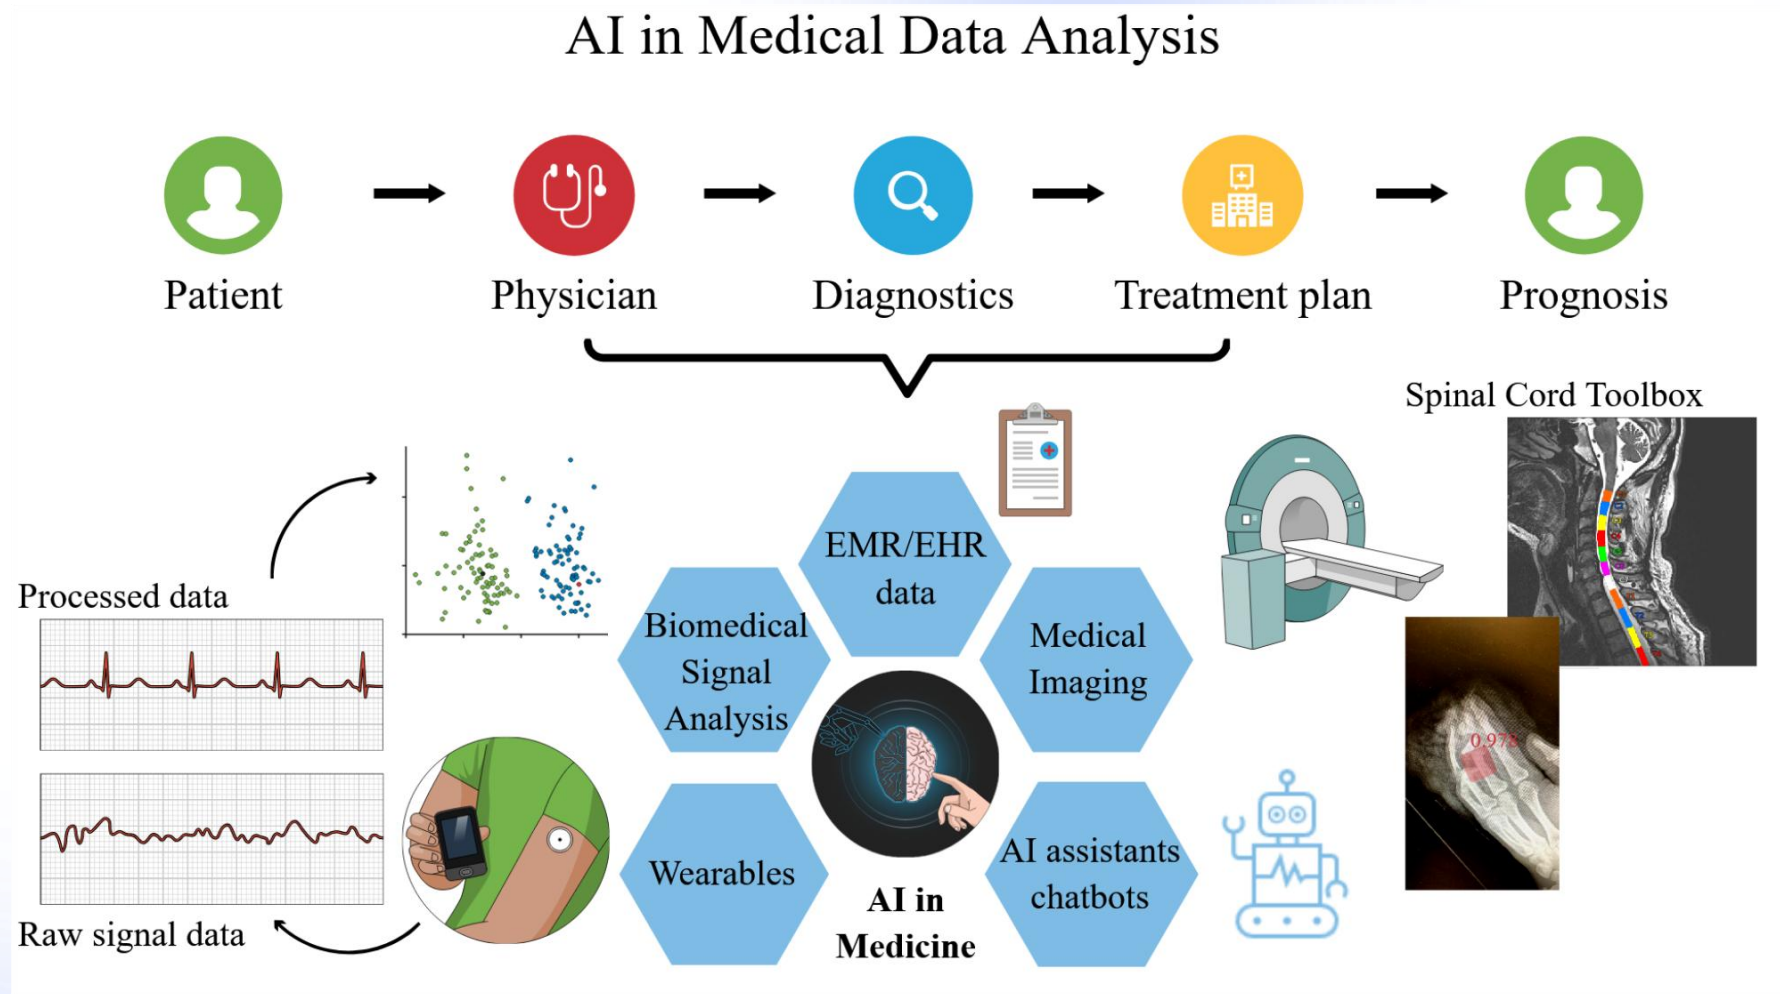 AI in Medical Data Analysis
Patient
Physician
Diagnostics
Treatment plan
Prognosis
Spinal Cord Toolbox
EMR/EHR
data
Processed data
Biomedical
Signal
Analysis
Medical
Imaging
0.978
Wearables
AI assistants
chatbots
AI in
Medicine
Raw signal data